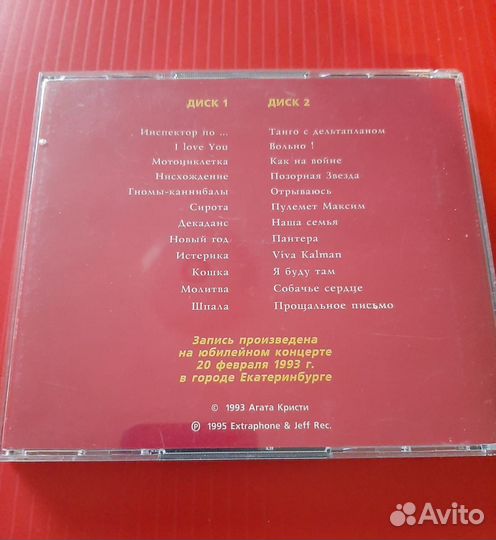 ДИСК 1 ДИСК 2
Инспектор по ... Танго с дельтапланом
I love You Вольно !
Мотоциклетка Как на войне
Нисхождение Позорная Звезда
Гномы-каннибалы Отрываюсь
Сирота Пулемет Максим
Декаданс Наша семья
Новый год Пантера
Истерика Viva Kalman
Кошка Я буду там
Молитва Собачье сердце
Шпала Прощальное письмо
Запись произведена
на юбилейном концерте
20 февраля 1993 г.
в городе Екатеринбурге
© 1993 Агата Кристи
℗ 1995 Extraphone & Jeff Rec.
Avito